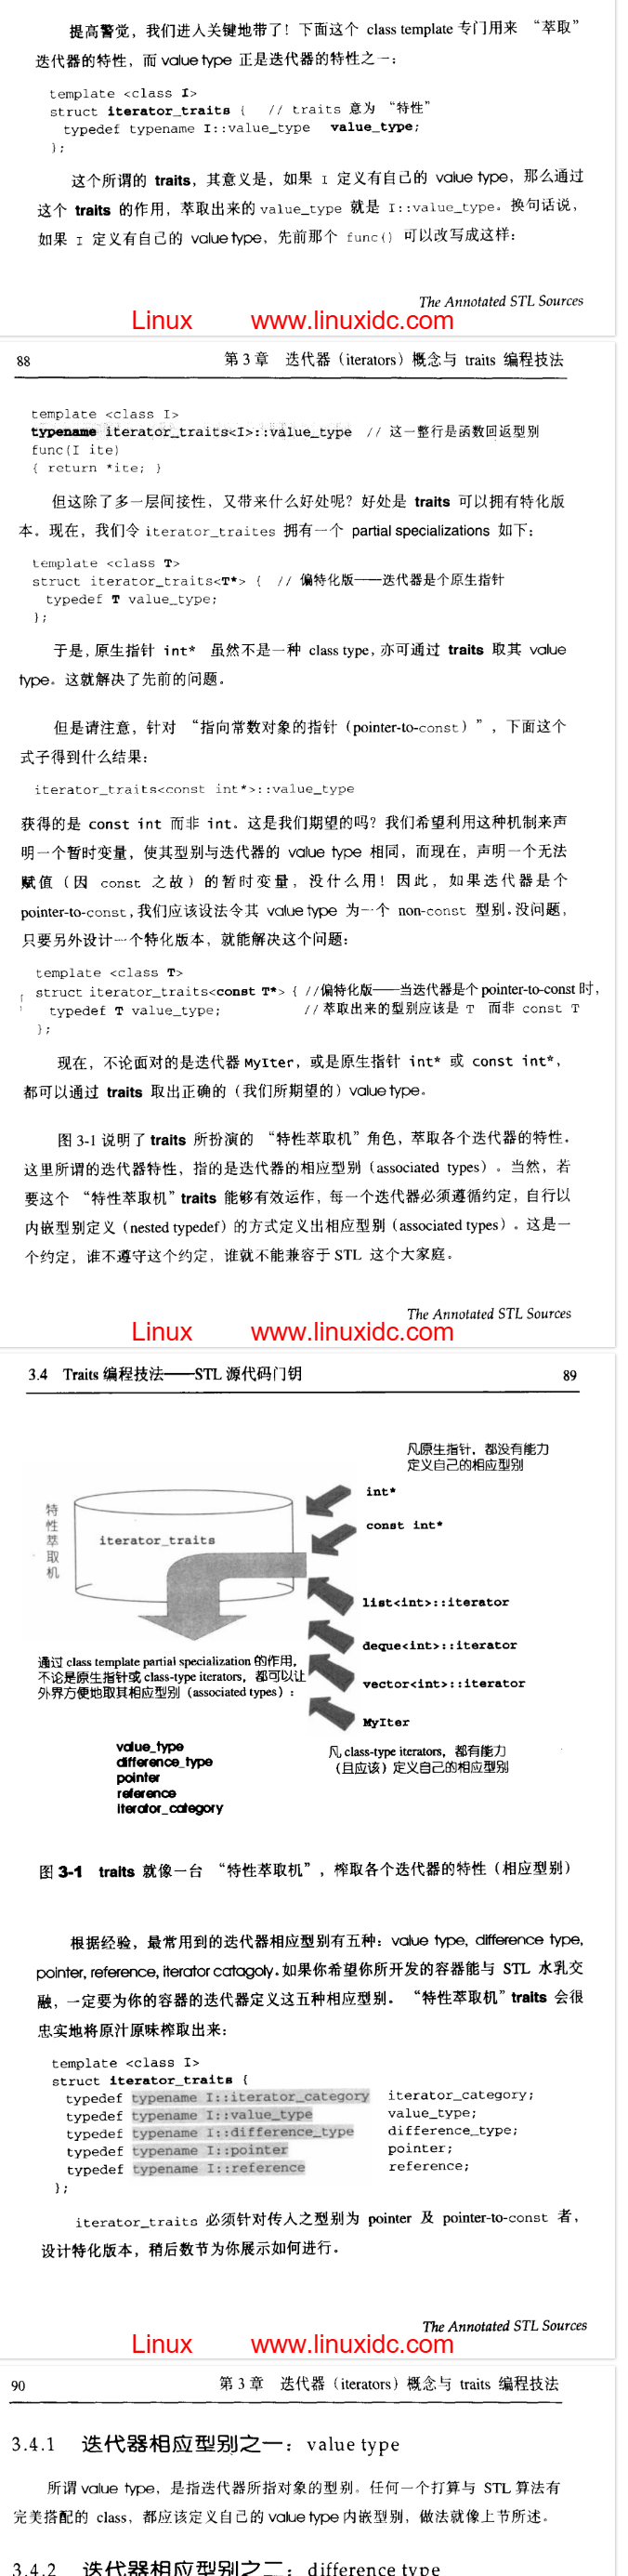 提高警觉，我们进入关键地带了！下面这个 class template 专门用来 “萃取”
迭代器的特性，而 value type 正是迭代器的特性之一：
template <class I>
struct iterator_traits { // traits 意为 “特性”
typedef typename I::value_type value_type;
};
这个所谓的 traits，其意义是，如果 I 定义有自己的 value type，那么通过
这个 traits 的作用，萃取出来的 value_type 就是 I::value_type。换句话说，
如果 I 定义有自己的 value type，先前那个 func() 可以改写成这样：
The Annotated STL Sources
Linux www.linuxidc.com
88 第 3 章 迭代器（iterators）概念与 traits 编程技法
template <class I>
typename iterator_traits<I>::value_type // 这一整行是函数回返型别
func(I ite)
{ return *ite; }
但这除了多一层间接性，又带来什么好处呢？好处是 traits 可以拥有特化版
本。现在，我们令 iterator_traites 拥有一个 partial specializations 如下：
template <class T>
struct iterator_traits<T*> { // 偏特化版——迭代器是个原生指针
typedef T value_type;
};
于是，原生指针 int* 虽然不是一种 class type，亦可通过 traits 取其 value
type。这就解决了先前的问题。
但是请注意，针对 “指向常数对象的指针（pointer-to-const）”，下面这个
式子得到什么结果：
iterator_traits<const int*>::value_type
获得的是 const int 而非 int。这是我们期望的吗？我们希望利用这种机制来声
明一个暂时变量，使其型别与迭代器的 value type 相同，而现在，声明一个无法
赋值（因 const 之故）的暂时变量，没什么用！因此，如果迭代器是个
pointer-to-const，我们应该设法令其 value type 为一个 non-const 型别。没问题，
只要另外设计一个特化版本，就能解决这个问题：
template <class T>
struct iterator_traits<const T*> { //偏特化版——当迭代器是个 pointer-to-const 时，
typedef T value_type; // 萃取出来的型别应该是 T 而非 const T
};
现在，不论面对的是迭代器 MyIter，或是原生指针 int* 或 const int*，
都可以通过 traits 取出正确的（我们所期望的）value type。
图 3-1 说明了 traits 所扮演的 “特性萃取机”角色，萃取各个迭代器的特性。
这里所谓的迭代器特性，指的是迭代器的相应型别（associated types）。当然，若
要这个 “特性萃取机”traits 能够有效运作，每一个迭代器必须遵循约定，自行以
内嵌型别定义（nested typedef）的方式定义出相应型别（associated types）。这是一
个约定，谁不遵守这个约定，谁就不能兼容于 STL 这个大家庭。
The Annotated STL Sources
Linux www.linuxidc.com
3.4 Traits 编程技法——STL 源代码门钥 89
凡原生指针，都没有能力
定义自己的相应型别
特性萃取机
iterator_traits
int*
const int*
list<int>::iterator
deque<int>::iterator
vector<int>::iterator
MyIter
通过 class template partial specialization 的作用，
不论是原生指针或 class-type iterators，都可以让
外界方便地取其相应型别（associated types）：
value_type
difference_type
pointer
reference
iterator_category
凡 class-type iterators，都有能力
（且应该）定义自己的相应型别
图 3-1 traits 就像一台 “特性萃取机”，榨取各个迭代器的特性（相应型别）
根据经验，最常用到的迭代器相应型别有五种：value type, difference type,
pointer, reference, iterator catagoly。如果你希望你所开发的容器能与 STL 水乳交
融，一定要为你的容器的迭代器定义这五种相应型别。 “特性萃取机”traits 会很
忠实地将原汁原味榨取出来：
template <class I>
struct iterator_traits {
typedef typename I::iterator_category iterator_category;
typedef typename I::value_type value_type;
typedef typename I::difference_type difference_type;
typedef typename I::pointer pointer;
typedef typename I::reference reference;
};
iterator_traits 必须针对传入之型别为 pointer 及 pointer-to-const 者，
设计特化版本，稍后数节为你展示如何进行。
The Annotated STL Sources
Linux www.linuxidc.com
90 第 3 章 迭代器（iterators）概念与 traits 编程技法
3.4.1 迭代器相应型别之一：value type
所谓 value type，是指迭代器所指对象的型别。任何一个打算与 STL 算法有
完美搭配的 class，都应该定义自己的 value type 内嵌型别，做法就像上节所述。
3.4.2 迭代器相应型别之二：difference type